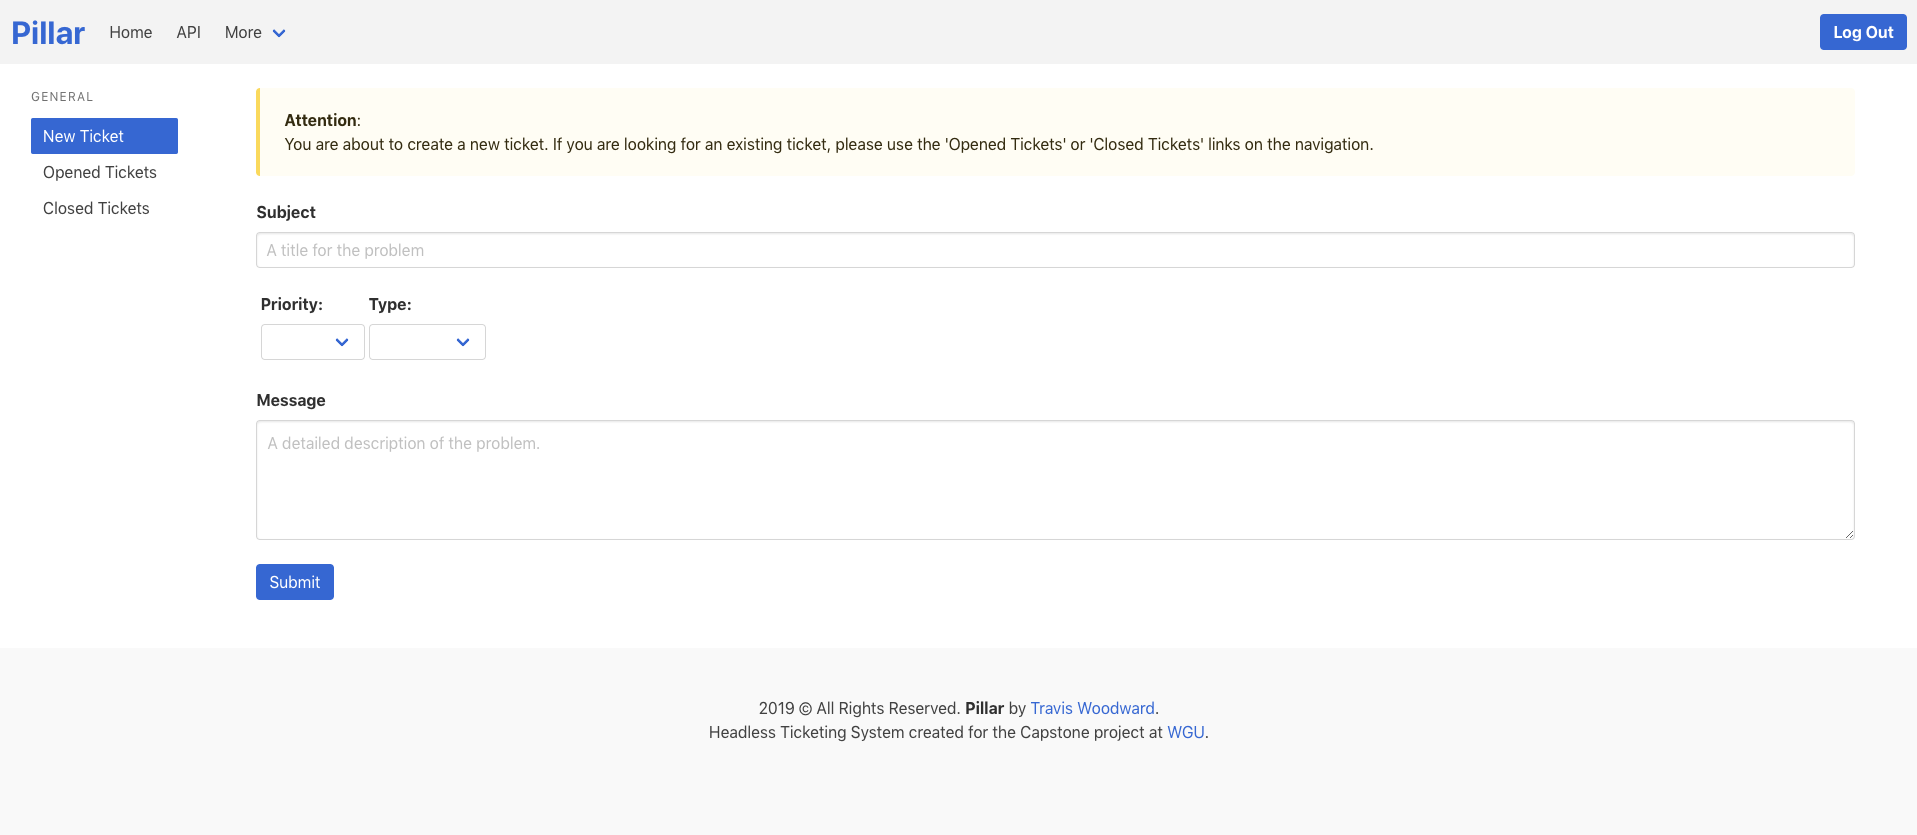 Pillar Home API More Log Out
GENERAL
New Ticket
Opened Tickets
Closed Tickets
Attention:
You are about to create a new ticket. If you are looking for an existing ticket, please use the 'Opened Tickets' or 'Closed Tickets' links on the navigation.
Subject
A title for the problem
Priority: Type:
Message
A detailed description of the problem.
Submit
2019 © All Rights Reserved. Pillar by Travis Woodward.
Headless Ticketing System created for the Capstone project at WGU.